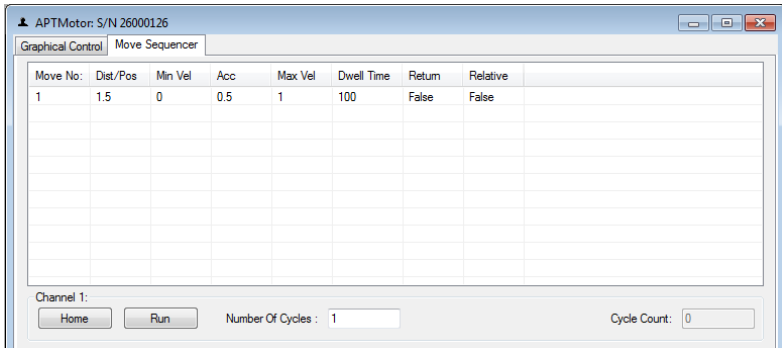 APTMotor: S/N 26000126
Graphical Control Move Sequencer
Move No: Dist/Pos Min Vel Acc Max Vel Dwell Time Return Relative
1 1.5 0 0.5 1 100 False False
Channel 1:
Home Run Number Of Cycles : 1 Cycle Count: 0